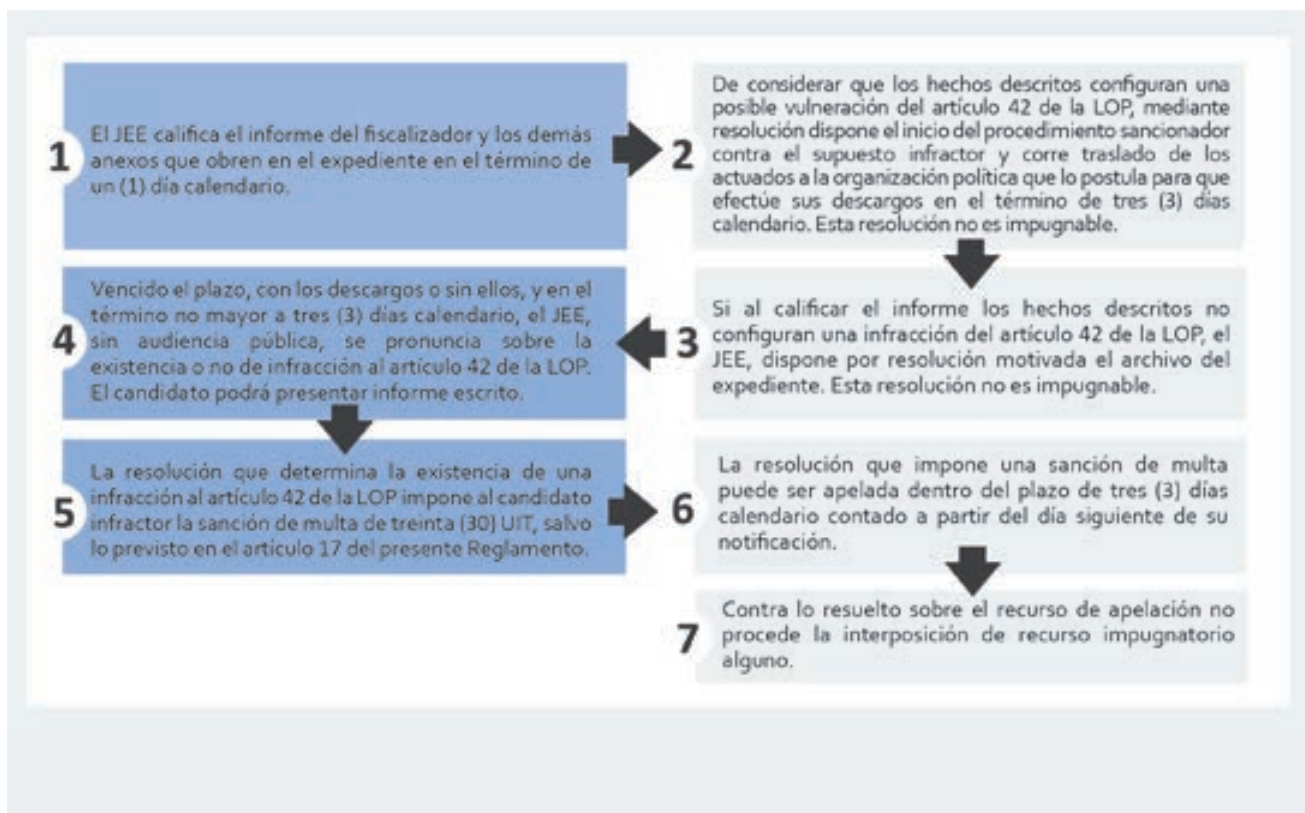 1
El JEE califica el informe del fiscalizador y los demás
anexos que obren en el expediente en el término de
un (1) día calendario.
2
De considerar que los hechos descritos configuran una
posible vulneración del artículo 42 de la LOP, mediante
resolución dispone el inicio del procedimiento sancionador
contra el supuesto infractor y corre traslado de los
actuados a la organización política que lo postula para que
efectúe sus descargos en el término de tres (3) días
calendario. Esta resolución no es impugnable.
3
Si al calificar el informe los hechos descritos no
configuran una infracción del artículo 42 de la LOP, el
JEE, dispone por resolución motivada el archivo del
expediente. Esta resolución no es impugnable.
4
Vencido el plazo, con los descargos o sin ellos, y en el
término no mayor a tres (3) días calendario, el JEE,
sin audiencia pública, se pronuncia sobre la
existencia o no de infracción al artículo 42 de la LOP.
El candidato podrá presentar informe escrito.
5
La resolución que determina la existencia de una
infracción al artículo 42 de la LOP impone al candidato
infractor la sanción de multa de treinta (30) UIT, salvo
lo previsto en el artículo 17 del presente Reglamento.
6
La resolución que impone una sanción de multa
puede ser apelada dentro del plazo de tres (3) días
calendario contado a partir del día siguiente de su
notificación.
7
Contra lo resuelto sobre el recurso de apelación no
procede la interposición de recurso impugnatorio
alguno.